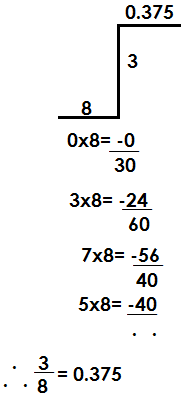 0.375
3
8
0x8= -0
30
3x8= -24
60
7x8= -56
40
5x8= -40
. .
∴ 3/8 = 0.375